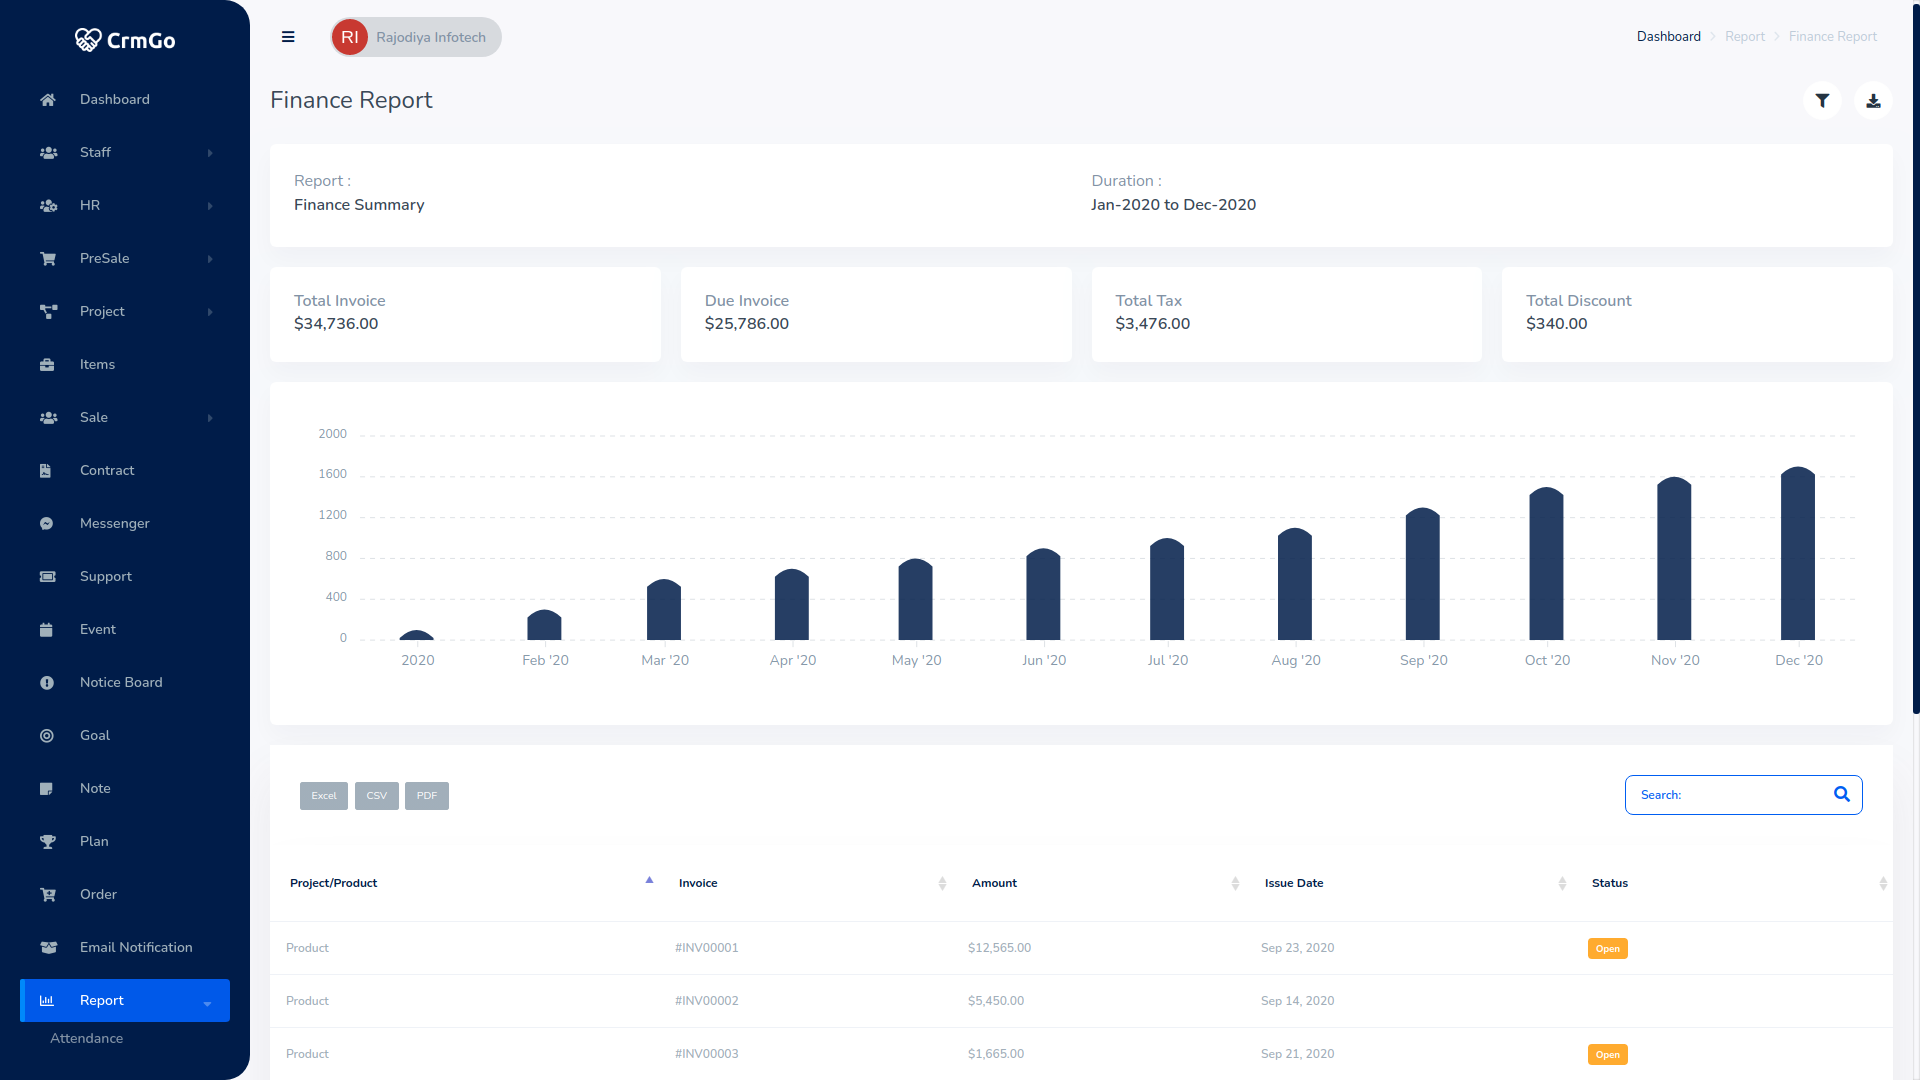 CrmGo
Dashboard
Staff
HR
PreSale
Project
Items
Sale
Contract
Messenger
Support
Event
Notice Board
Goal
Note
Plan
Order
Email Notification
Report
Attendance
RI Rajodiya Infotech
Dashboard Report Finance Report
Finance Report
Report :
Finance Summary
Duration :
Jan-2020 to Dec-2020
Total Invoice
$34,736.00
Due Invoice
$25,786.00
Total Tax
$3,476.00
Total Discount
$340.00
2000
1600
1200
800
400
0
2020 Feb '20 Mar '20 Apr '20 May '20 Jun '20 Jul '20 Aug '20 Sep '20 Oct '20 Nov '20 Dec '20
Excel CSV PDF
Search:
Project/Product Invoice Amount Issue Date Status
Product #INV00001 $12,565.00 Sep 23, 2020 Open
Product #INV00002 $5,450.00 Sep 14, 2020
Product #INV00003 $1,665.00 Sep 21, 2020 Open